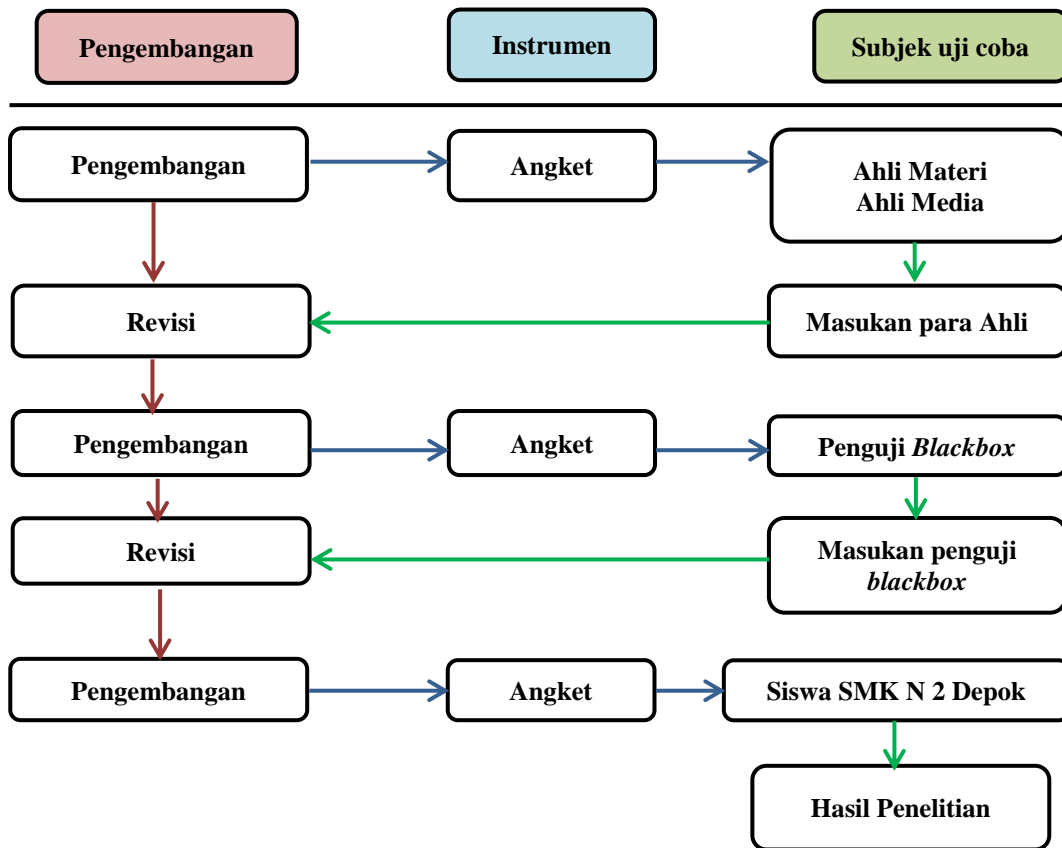 Pengembangan
Instrumen
Subjek uji coba
Pengembangan
Angket
Ahli Materi
Ahli Media
Revisi
Masukan para Ahli
Pengembangan
Angket
Penguji Blackbox
Revisi
Masukan penguji
blackbox
Pengembangan
Angket
Siswa SMK N 2 Depok
Hasil Penelitian